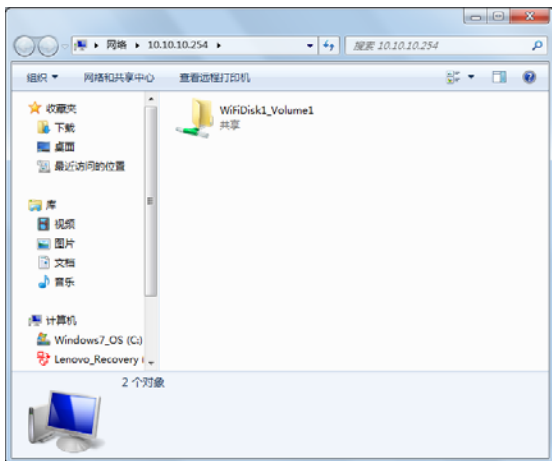 网络 ▸ 10.10.10.254 ▸
搜索 10.10.10.254
组织 网络和共享中心 查看远程打印机
收藏夹
下载
桌面
最近访问的位置
库
视频
图片
文档
音乐
计算机
Windows7_OS (C:)
Lenovo_Recovery
WiFiDisk1_Volume1
共享
2 个对象